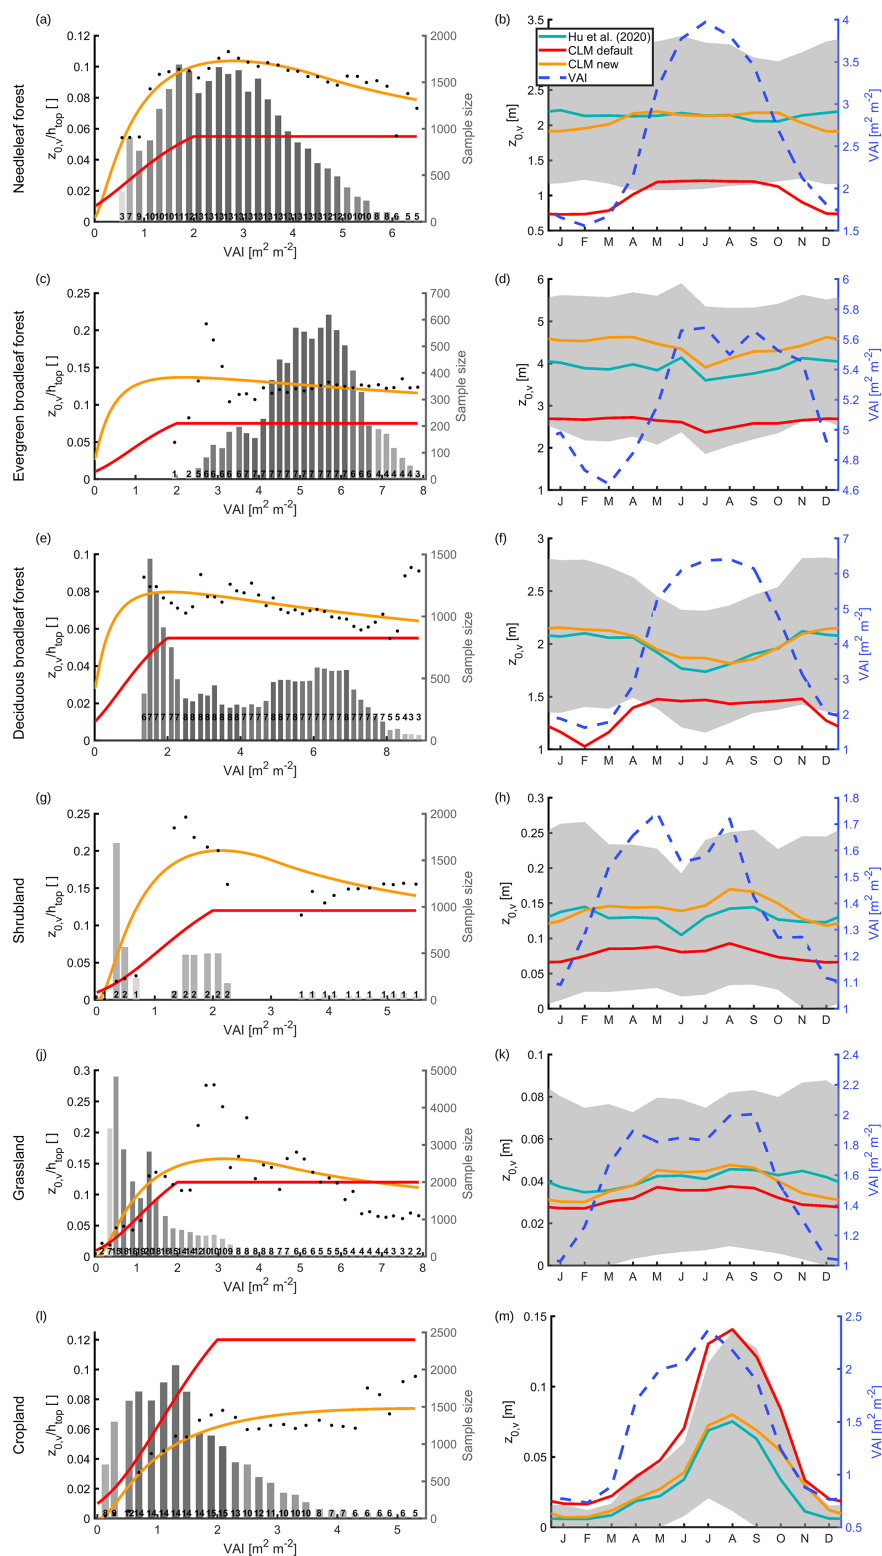 (a)
Needleleaf forest
z0,v/htop [ ]
0.12
0.1
0.08
0.06
0.04
0.02
0
2000
1500
1000
500
0
Sample size
0 1 2 3 4 5 6
VAI [m2 m-2]
(b)
Hu et al. (2020)
CLM default
CLM new
VAI
z0,v [m]
3.5
2.5
2
1.5
1
0.5
4
3.5
3
2.5
2
1.5
VAI [m2 m-2]
J F M A M J J A S O N D
(c)
Evergreen broadleaf forest
z0,v/htop [ ]
0.25
0.2
0.15
0.1
0.05
0
700
600
500
400
300
200
100
0
Sample size
0 1 2 3 4 5 6 7 8
VAI [m2 m-2]
(d)
z0,v [m]
6
5
4
3
2
1
6
5.8
5.6
5.4
5.2
5
4.8
4.6
VAI [m2 m-2]
J F M A M J J A S O N D
(e)
Deciduous broadleaf forest
z0,v/htop [ ]
0.1
0.08
0.06
0.04
0.02
0
1500
1000
500
0
Sample size
0 2 4 6 8
VAI [m2 m-2]
(f)
z0,v [m]
3
2.5
2
1.5
1
7
6
5
4
3
2
1
VAI [m2 m-2]
J F M A M J J A S O N D
(g)
Shrubland
z0,v/htop [ ]
0.25
0.2
0.15
0.1
0.05
0
2000
1500
1000
500
0
Sample size
0 1 2 3 4 5
VAI [m2 m-2]
(h)
z0,v [m]
0.3
0.25
0.2
0.15
0.1
0.05
0
1.8
1.7
1.6
1.5
1.4
1.3
1.2
1.1
1
VAI [m2 m-2]
J F M A M J J A S O N D
(j)
Grassland
z0,v/htop [ ]
0.3
0.25
0.2
0.15
0.1
0.05
0
5000
4000
3000
2000
1000
0
Sample size
0 1 2 3 4 5 6 7 8
VAI [m2 m-2]
(k)
z0,v [m]
0.1
0.08
0.06
0.04
0.02
0
2.4
2.2
2
1.8
1.6
1.4
1.2
1
VAI [m2 m-2]
J F M A M J J A S O N D
(l)
Cropland
z0,v/htop [ ]
0.12
0.1
0.08
0.06
0.04
0.02
0
2500
2000
1500
1000
500
0
Sample size
0 1 2 3 4 5
VAI [m2 m-2]
(m)
z0,v [m]
0.15
0.1
0.05
0
2.5
2
1.5
1
0.5
VAI [m2 m-2]
J F M A M J J A S O N D